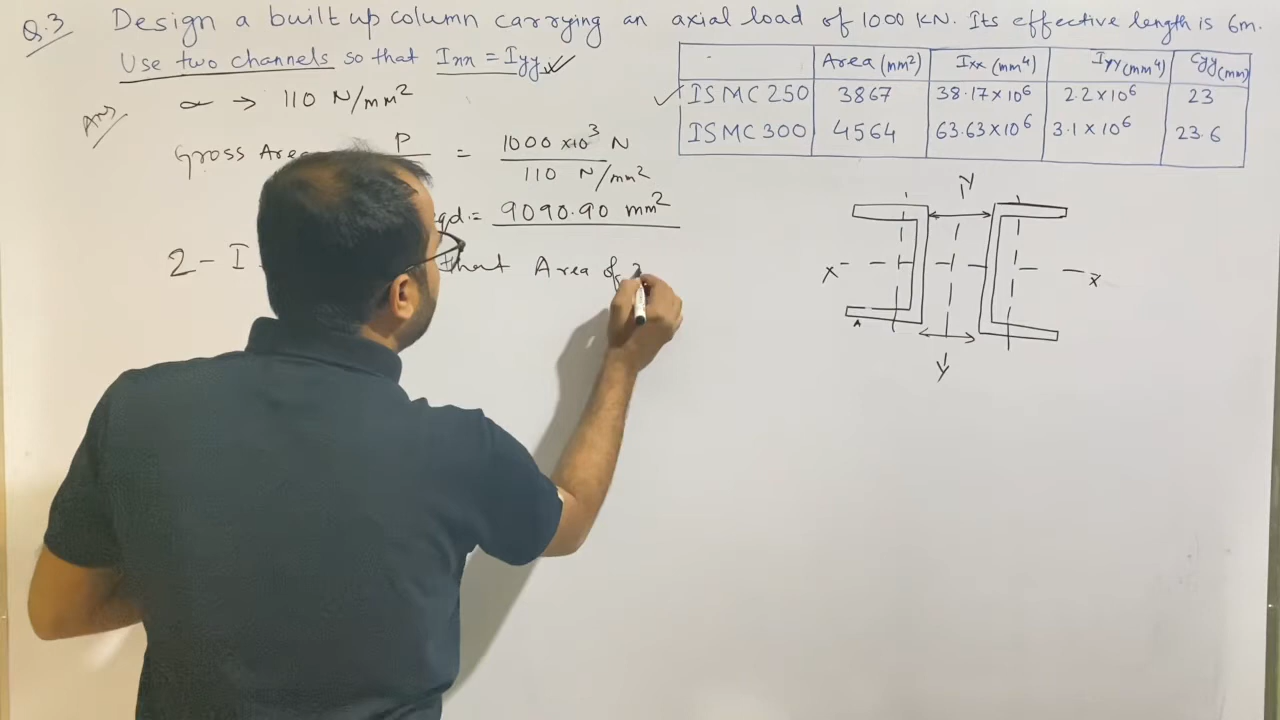 Q.3 Design a built up column carrying an axial load of 1000 KN. Its effective length is 6m.
Use two channels so that Ixx = Iyy ✓
Area (mm²) Ixx (mm⁴) Iyy (mm⁴) Cyy (mm)
✓ ISMC 250 3867 38.17×10⁶ 2.2×10⁶ 23
ISMC 300 4564 63.63×10⁶ 3.1×10⁶ 23.6
Ans → 110 N/mm²
Gross Area P = 1000 ×10³ N
110 N/mm²
qd. = 9090.90 mm²
2 - I that Area of 2
Y
X X
Y